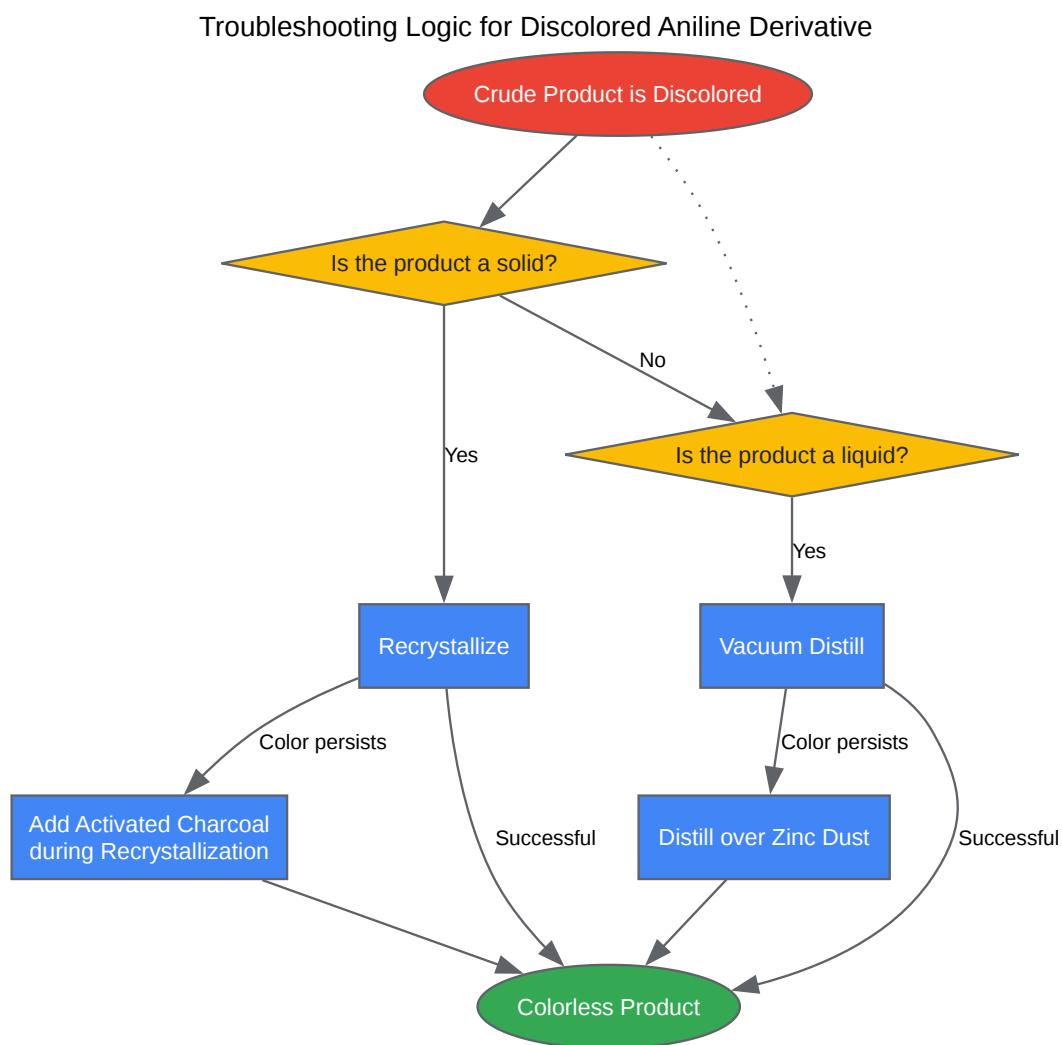 Troubleshooting Logic for Discolored Aniline Derivative
Crude Product is Discolored
Is the product a solid?
No
Yes
Is the product a liquid?
Yes
Recrystallize
Vacuum Distill
Color persists
Color persists
Add Activated Charcoal
during Recrystallization
Successful
Distill over Zinc Dust
Successful
Colorless Product